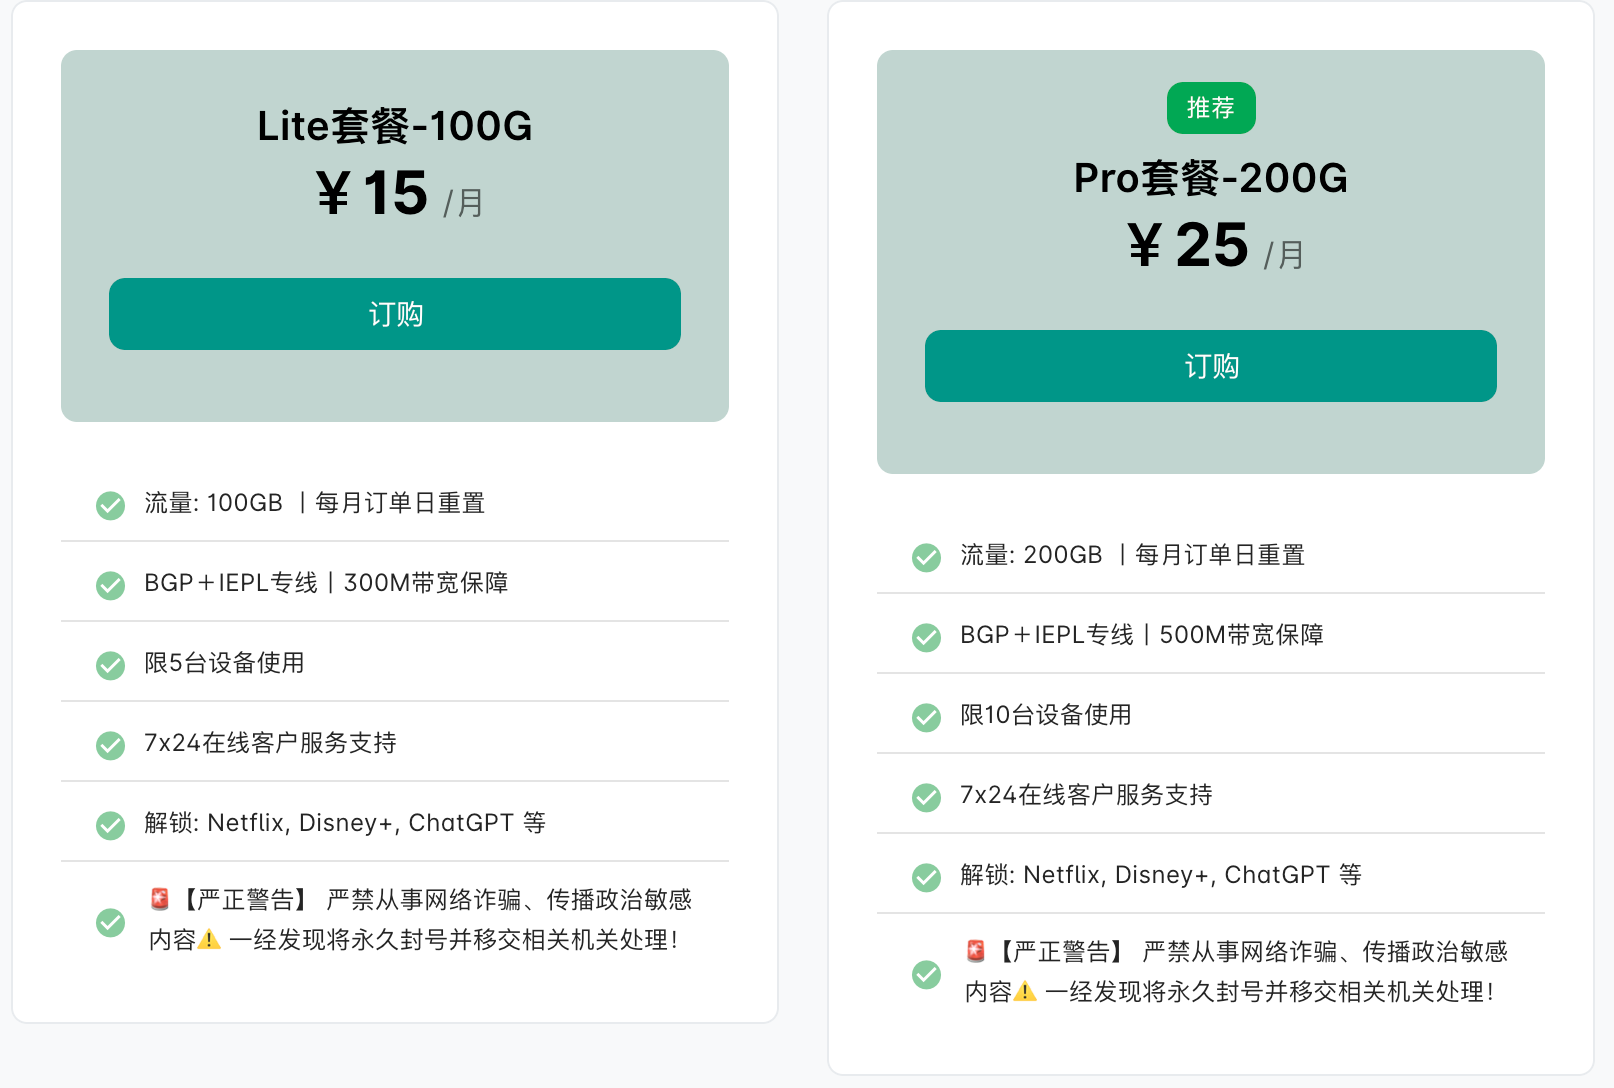 Lite套餐-100G
¥ 15 /月
订购
流量: 100GB ｜每月订单日重置
BGP＋IEPL专线｜300M带宽保障
限5台设备使用
7x24在线客户服务支持
解锁: Netflix, Disney+, ChatGPT 等
🚨【严正警告】 严禁从事网络诈骗、传播政治敏感
内容⚠️ 一经发现将永久封号并移交相关机关处理！
推荐
Pro套餐-200G
¥ 25 /月
订购
流量: 200GB ｜每月订单日重置
BGP＋IEPL专线｜500M带宽保障
限10台设备使用
7x24在线客户服务支持
解锁: Netflix, Disney+, ChatGPT 等
🚨【严正警告】 严禁从事网络诈骗、传播政治敏感
内容⚠️ 一经发现将永久封号并移交相关机关处理！